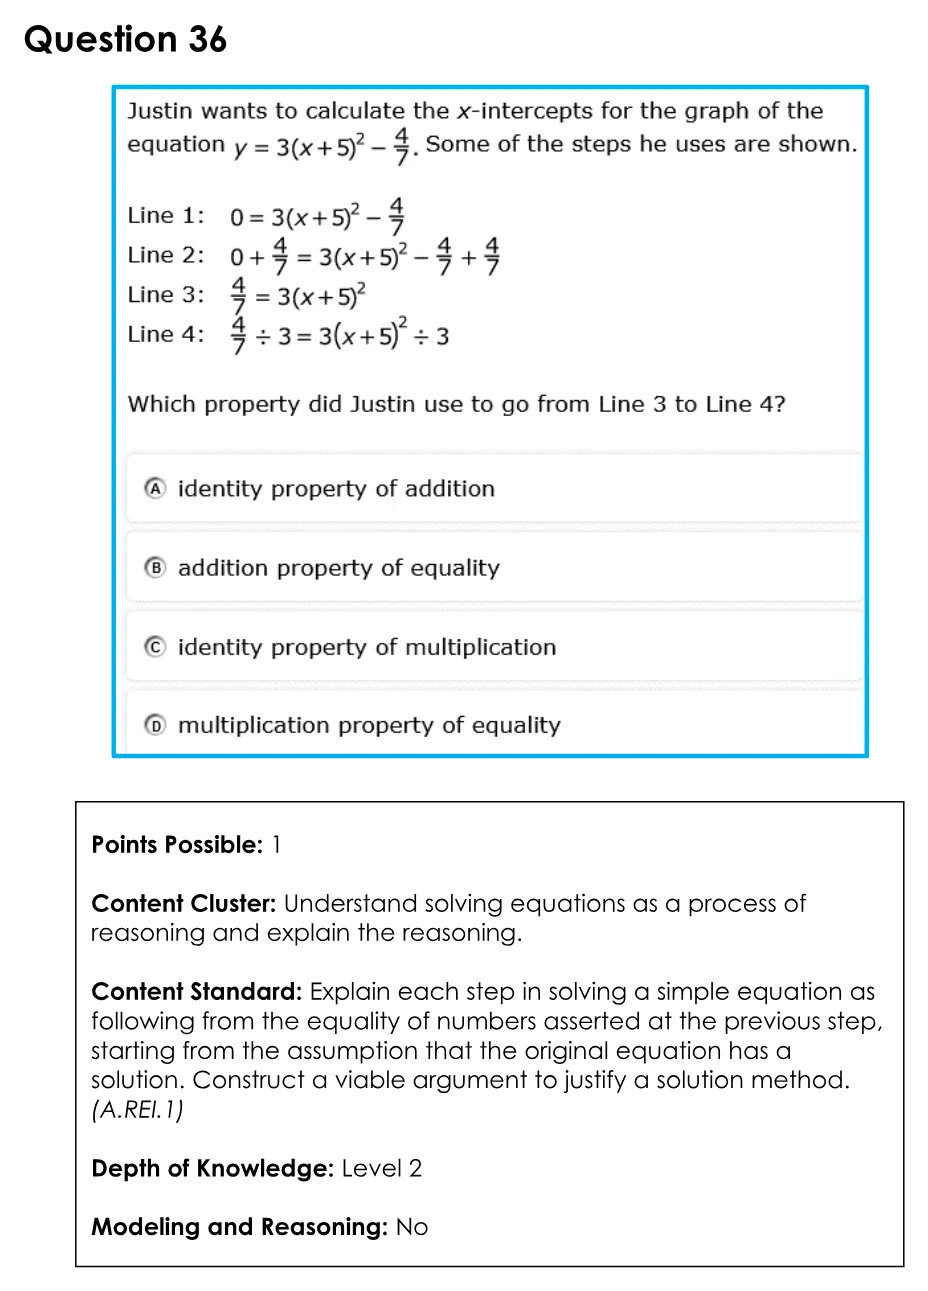 Question 36
Justin wants to calculate the x-intercepts for the graph of the
equation y = 3(x+5)² − 4/7. Some of the steps he uses are shown.
Line 1: 0 = 3(x+5)² − 4/7
Line 2: 0 + 4/7 = 3(x+5)² − 4/7 + 4/7
Line 3: 4/7 = 3(x+5)²
Line 4: 4/7 ÷ 3 = 3(x+5)² ÷ 3
Which property did Justin use to go from Line 3 to Line 4?
Ⓐ identity property of addition
Ⓑ addition property of equality
Ⓒ identity property of multiplication
Ⓓ multiplication property of equality
Points Possible: 1
Content Cluster: Understand solving equations as a process of
reasoning and explain the reasoning.
Content Standard: Explain each step in solving a simple equation as
following from the equality of numbers asserted at the previous step,
starting from the assumption that the original equation has a
solution. Construct a viable argument to justify a solution method.
(A.REI.1)
Depth of Knowledge: Level 2
Modeling and Reasoning: No